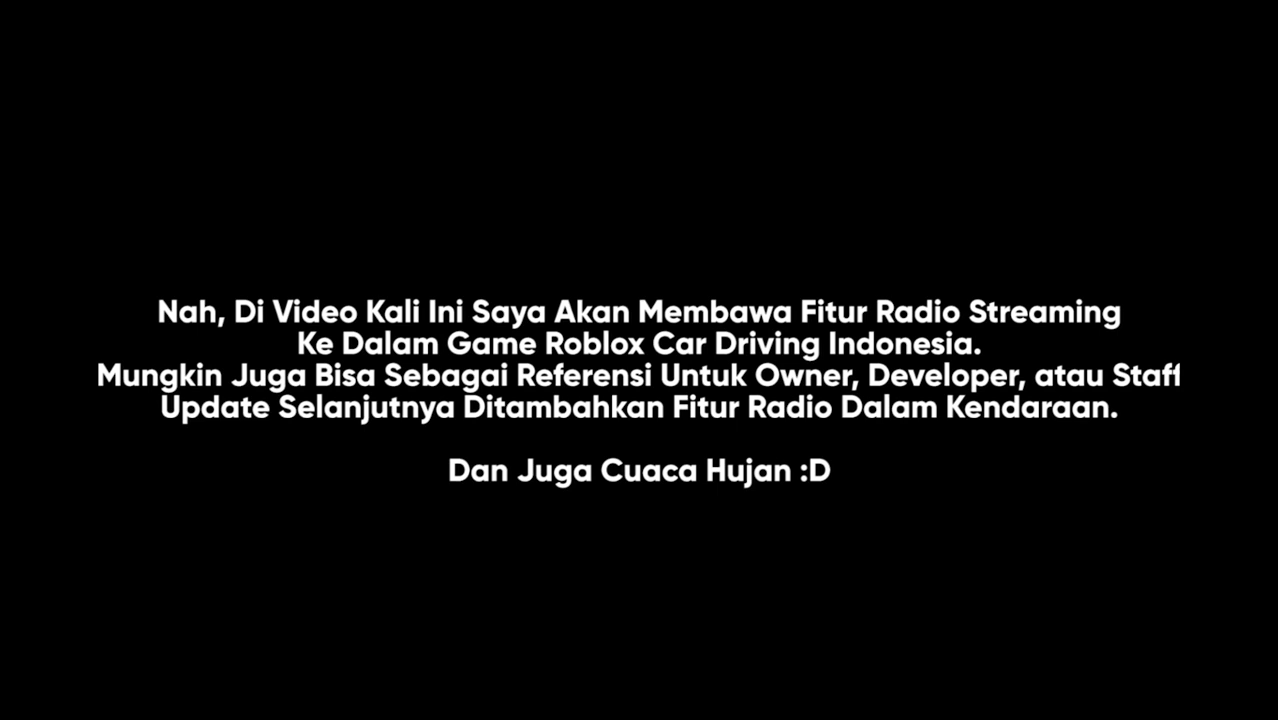 Nah, Di Video Kali Ini Saya Akan Membawa Fitur Radio Streaming
Ke Dalam Game Roblox Car Driving Indonesia.
Mungkin Juga Bisa Sebagai Referensi Untuk Owner, Developer, atau Staff
Update Selanjutnya Ditambahkan Fitur Radio Dalam Kendaraan.
Dan Juga Cuaca Hujan :D